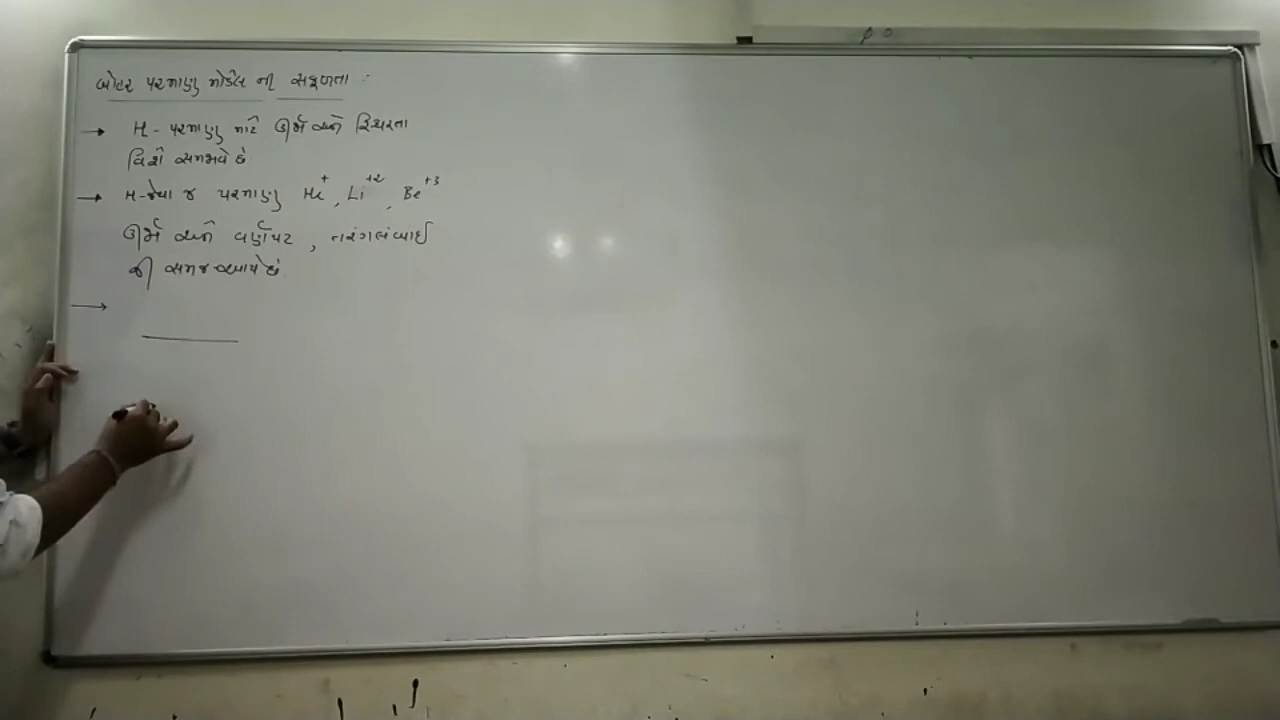 બોહર પરમાણુ મોડેલ ની સફળતા :
→ H - પરમાણુ માટે ઊર્જા અને સ્થિરતા
વિશે સમજાવે છે
→ H-જેવા જ પરમાણુ He⁺, Li⁺², Be⁺³
ઊર્જા અને વર્ણપટ, તરંગલંબાઈ
ની સમજ આપે છે
→